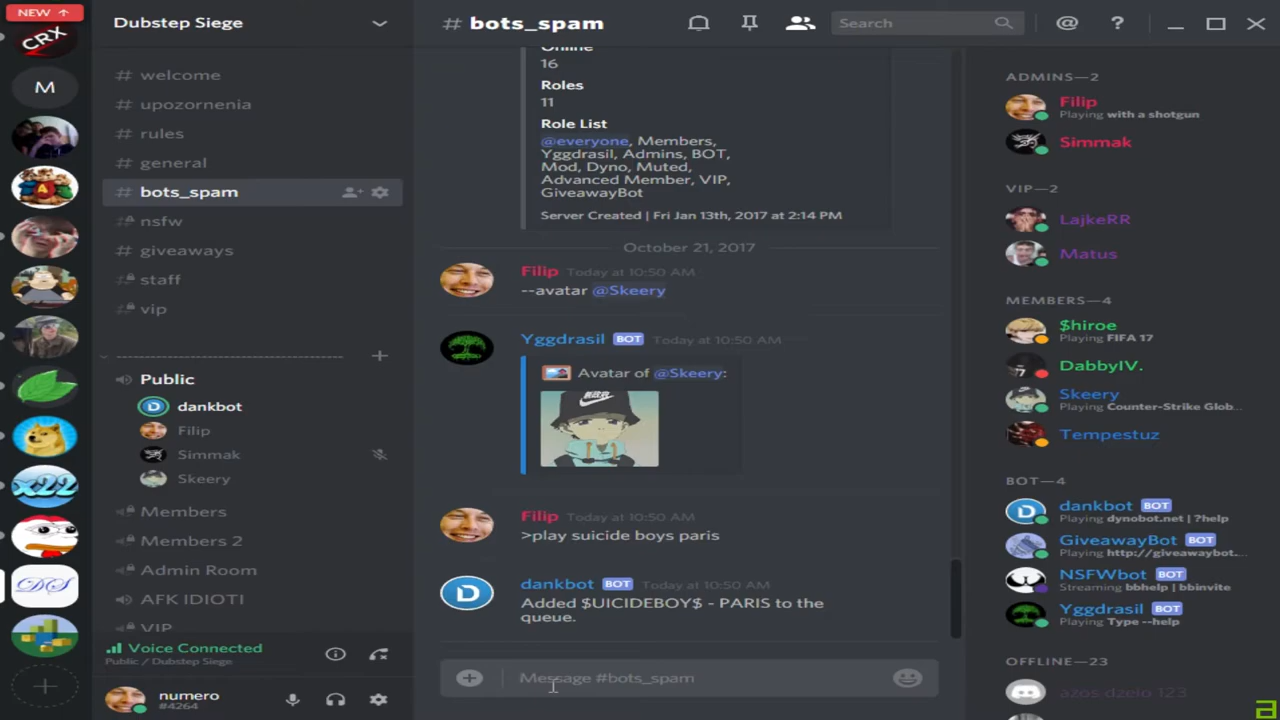 NEW ↑
CRX
M
x22
DS
Dubstep Siege
# welcome
# upozornenia
# rules
# general
# bots_spam
# nsfw
# giveaways
# staff
# vip
------------------------------------------ +
Public
dankbot
Filip
Simmak
Skeery
Members
Members 2
Admin Room
AFK IDIOTI
VIP
Voice Connected
Public / Dubstep Siege
numero
#4264
# bots_spam
Search
@ ?
Online
16
Roles
11
Role List
@everyone, Members,
Yggdrasil, Admins, BOT,
Mod, Dyno, Muted,
Advanced Member, VIP,
GiveawayBot
Server Created | Fri Jan 13th, 2017 at 2:14 PM
October 21, 2017
Filip Today at 10:50 AM
--avatar @Skeery
Yggdrasil BOT Today at 10:50 AM
Avatar of @Skeery:
Filip Today at 10:50 AM
>play suicide boys paris
dankbot BOT Today at 10:50 AM
Added $UICIDEBOY$ - PARIS to the
queue.
Message #bots_spam
ADMINS—2
Filip
Playing with a shotgun
Simmak
VIP—2
LajkeRR
Matus
MEMBERS—4
$hiroe
Playing FIFA 17
DabbyIV.
Skeery
Playing Counter-Strike Glob...
Tempestuz
BOT—4
dankbot BOT
Playing dynobot.net | ?help
GiveawayBot BOT
Playing http://giveawaybot....
NSFWbot BOT
Streaming bbhelp | bbinvite
Yggdrasil BOT
Playing Type --help
OFFLINE—23
azos dzelo 123